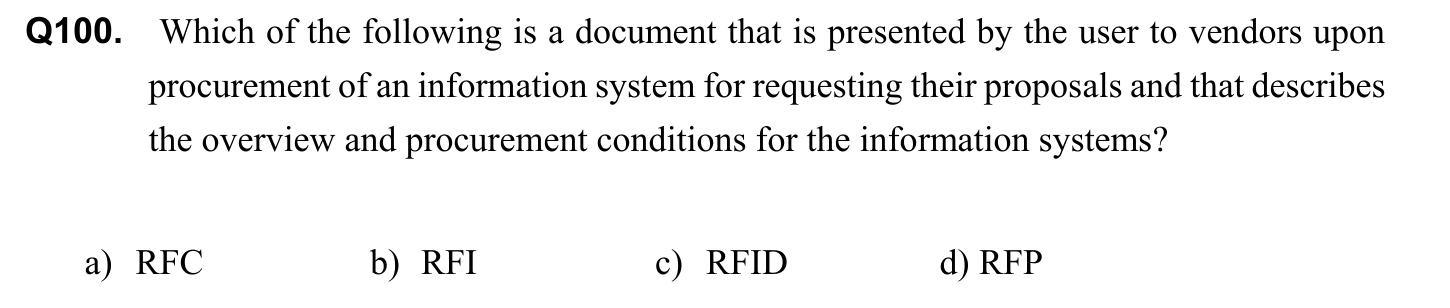 Q100. Which of the following is a document that is presented by the user to vendors upon
procurement of an information system for requesting their proposals and that describes
the overview and procurement conditions for the information systems?
a) RFC b) RFI c) RFID d) RFP